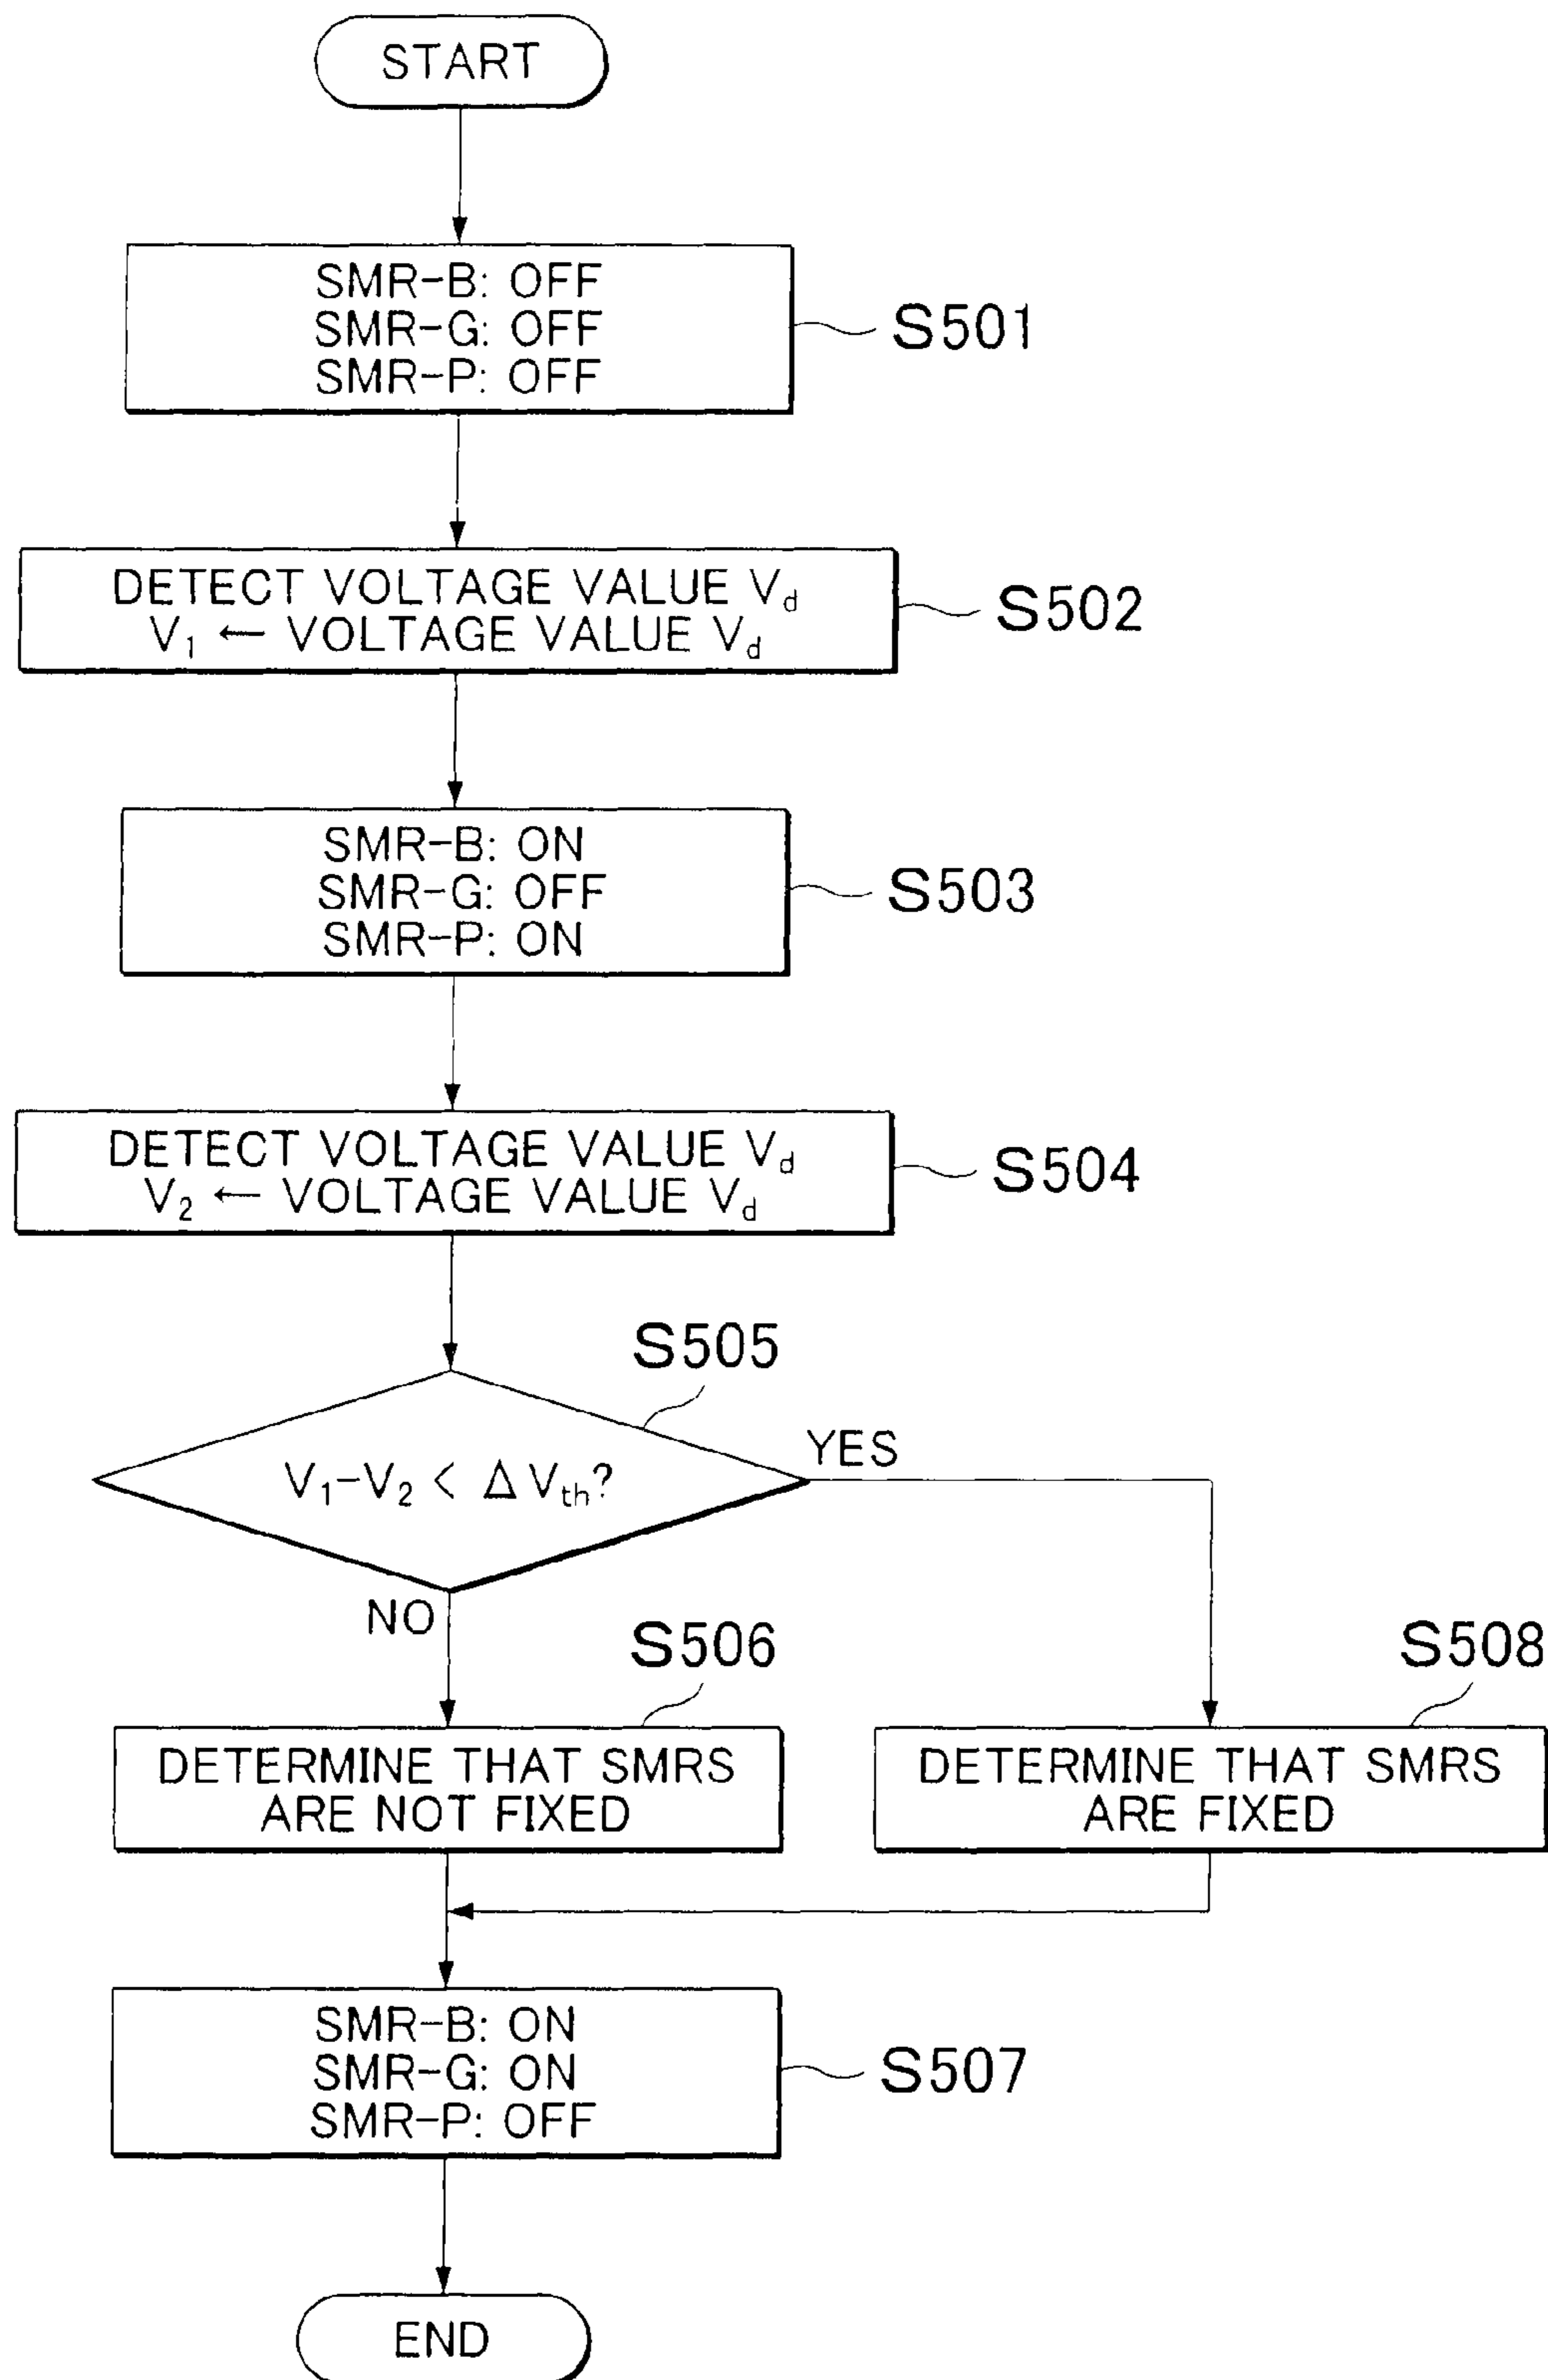 START
SMR-B: OFF
SMR-G: OFF
SMR-P: OFF
S501
DETECT VOLTAGE VALUE Vd
V1 ← VOLTAGE VALUE Vd
S502
SMR-B: ON
SMR-G: OFF
SMR-P: ON
S503
DETECT VOLTAGE VALUE Vd
V2 ← VOLTAGE VALUE Vd
S504
S505
V1-V2 < Δ Vth?
YES
NO
S506
DETERMINE THAT SMRS
ARE NOT FIXED
S508
DETERMINE THAT SMRS
ARE FIXED
SMR-B: ON
SMR-G: ON
SMR-P: OFF
S507
END